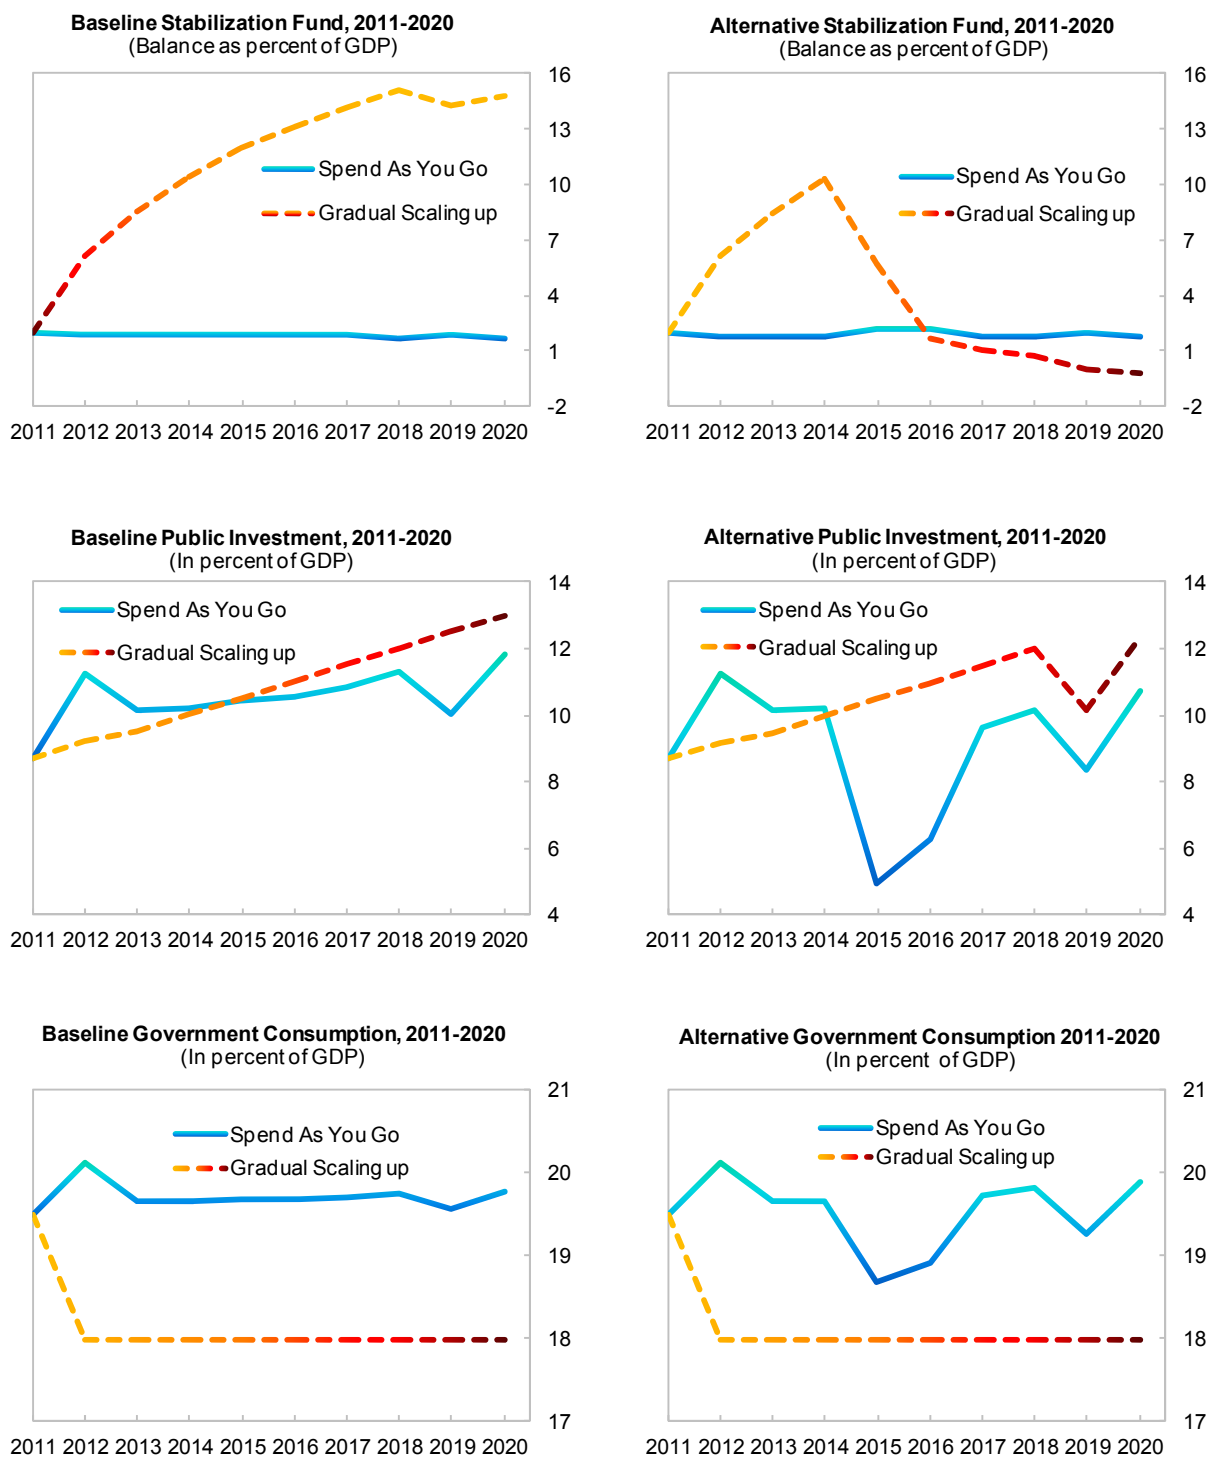 Baseline Stabilization Fund, 2011-2020
(Balance as percent of GDP)
16
13
10
7
4
1
-2
Spend As You Go
Gradual Scaling up
2011 2012 2013 2014 2015 2016 2017 2018 2019 2020
Alternative Stabilization Fund, 2011-2020
(Balance as percent of GDP)
16
13
10
7
4
1
-2
Spend As You Go
Gradual Scaling up
2011 2012 2013 2014 2015 2016 2017 2018 2019 2020
Baseline Public Investment, 2011-2020
(In percent of GDP)
14
12
10
8
6
4
Spend As You Go
Gradual Scaling up
2011 2012 2013 2014 2015 2016 2017 2018 2019 2020
Alternative Public Investment, 2011-2020
(In percent of GDP)
14
12
10
8
6
4
Spend As You Go
Gradual Scaling up
2011 2012 2013 2014 2015 2016 2017 2018 2019 2020
Baseline Government Consumption, 2011-2020
(In percent of GDP)
21
20
19
18
17
Spend As You Go
Gradual Scaling up
2011 2012 2013 2014 2015 2016 2017 2018 2019 2020
Alternative Government Consumption 2011-2020
(In percent of GDP)
21
20
19
18
17
Spend As You Go
Gradual Scaling up
2011 2012 2013 2014 2015 2016 2017 2018 2019 2020